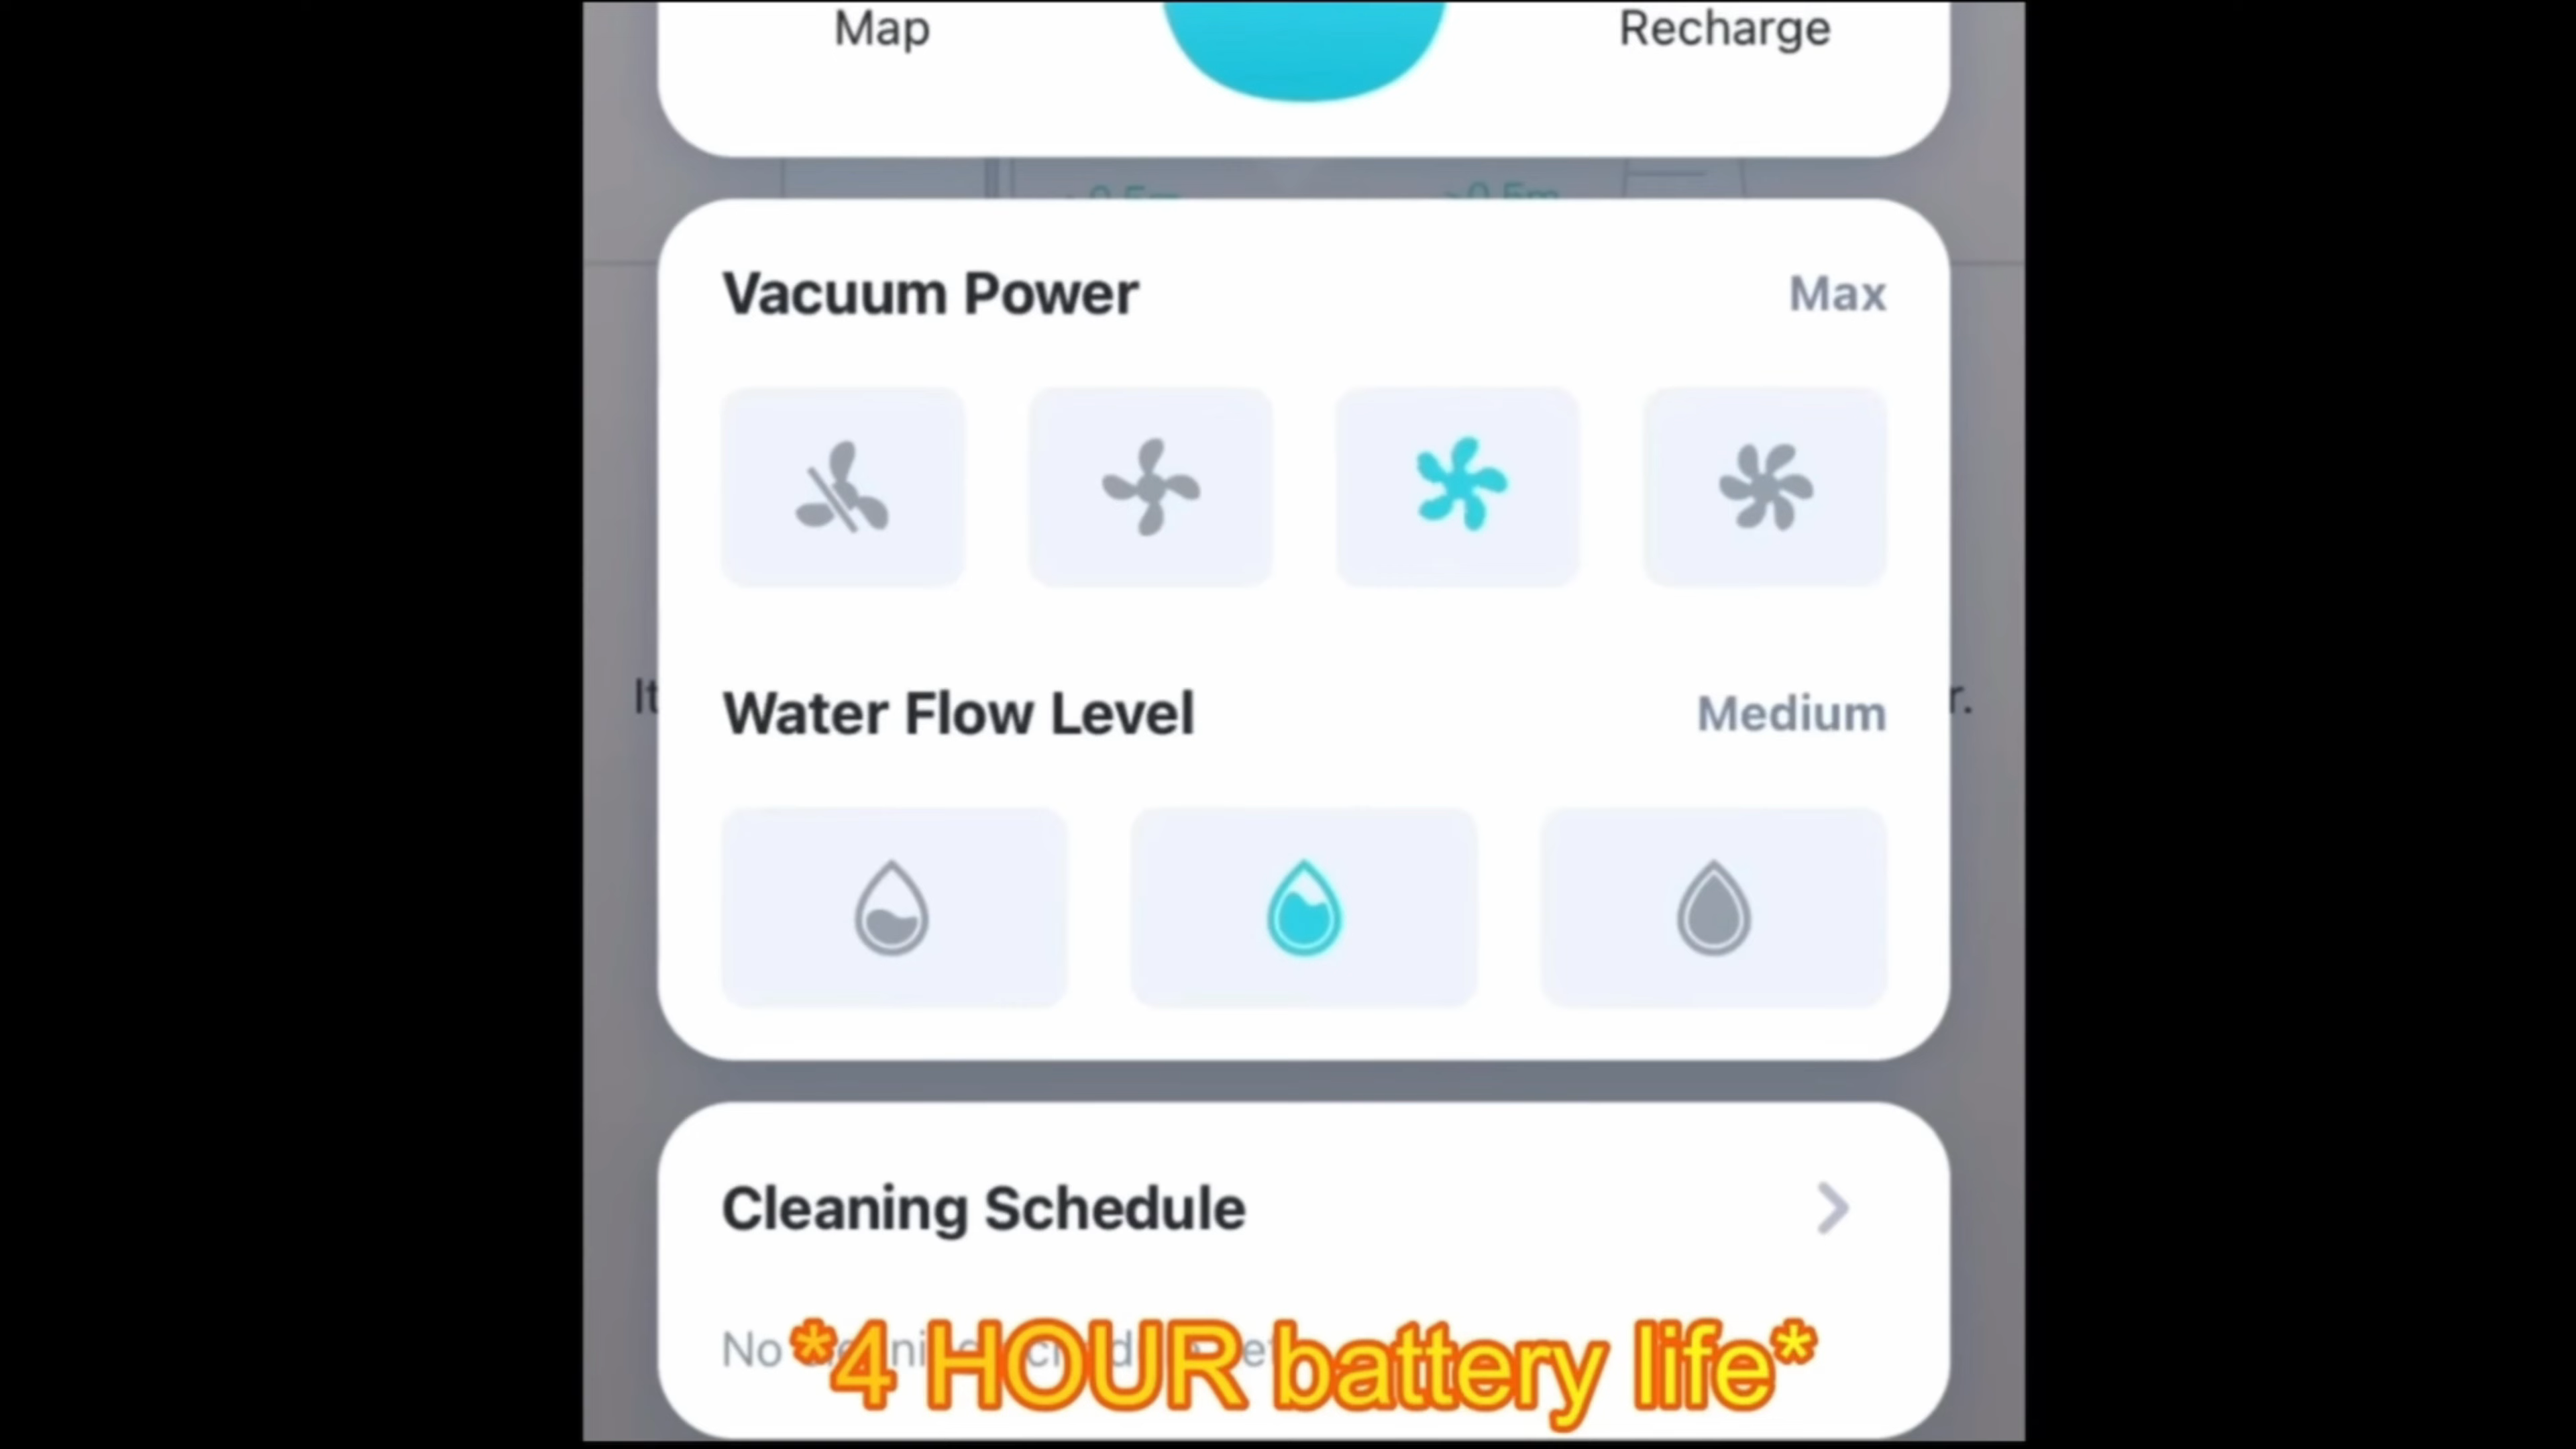 Map
Recharge
Vacuum Power
Max
Water Flow Level
Medium
Cleaning Schedule
No
*4 HOUR battery life*